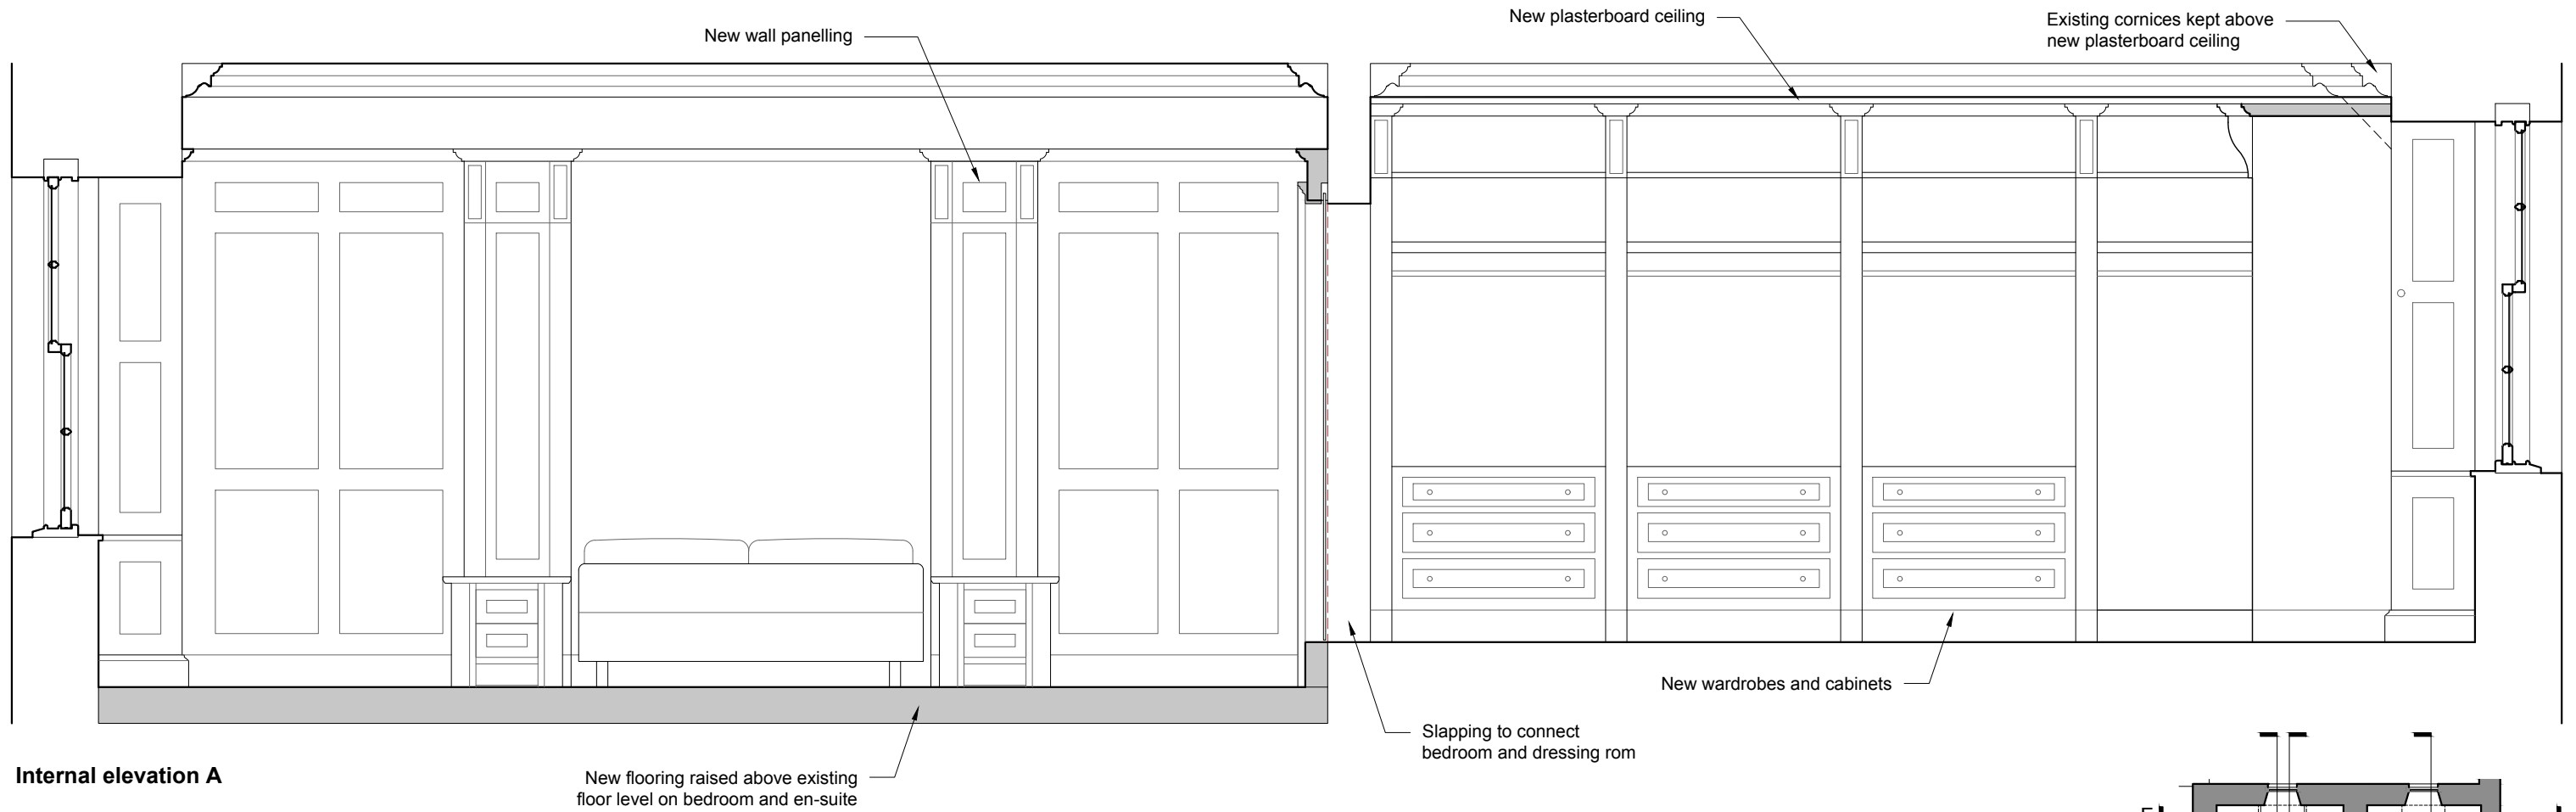 New plasterboard ceiling
Existing cornices kept above
new plasterboard ceiling
New wall panelling
New wardrobes and cabinets
Slapping to connect
bedroom and dressing rom
Internal elevation A
New flooring raised above existing
floor level on bedroom and en-suite